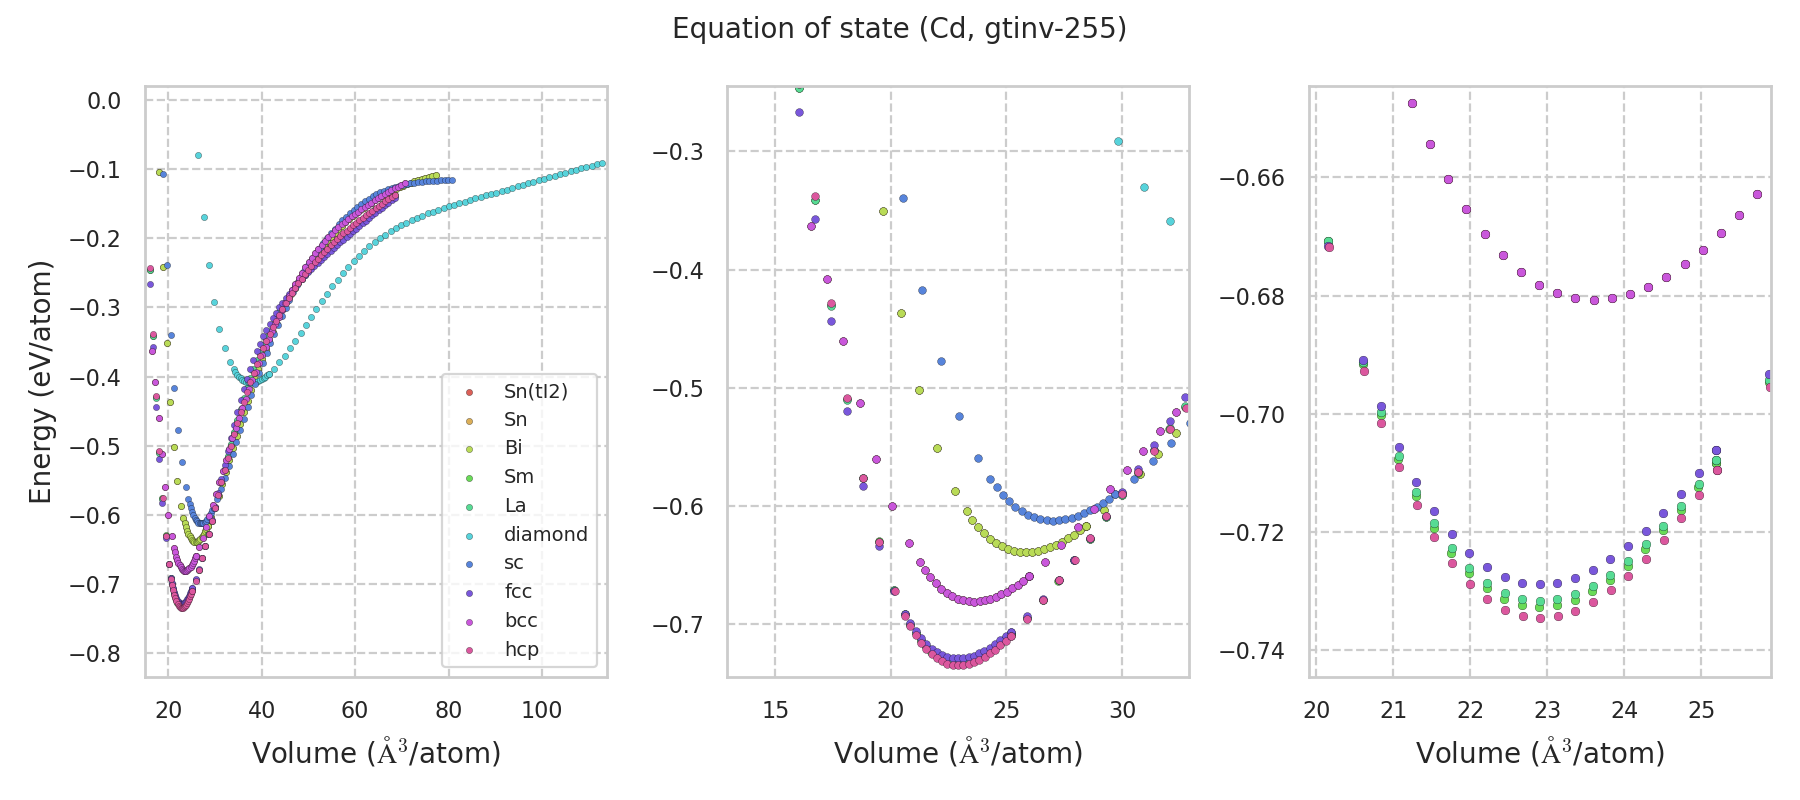 Equation of state (Cd, gtinv-255)
Energy (eV/atom)
0.0
−0.1
−0.2
−0.3
−0.4
−0.5
−0.6
−0.7
−0.8
20
40
60
80
100
Volume (Å³/atom)
Sn(tI2)
Sn
Bi
Sm
La
diamond
sc
fcc
bcc
hcp
−0.3
−0.4
−0.5
−0.6
−0.7
15
20
25
30
Volume (Å³/atom)
−0.66
−0.68
−0.70
−0.72
−0.74
20
21
22
23
24
25
Volume (Å³/atom)